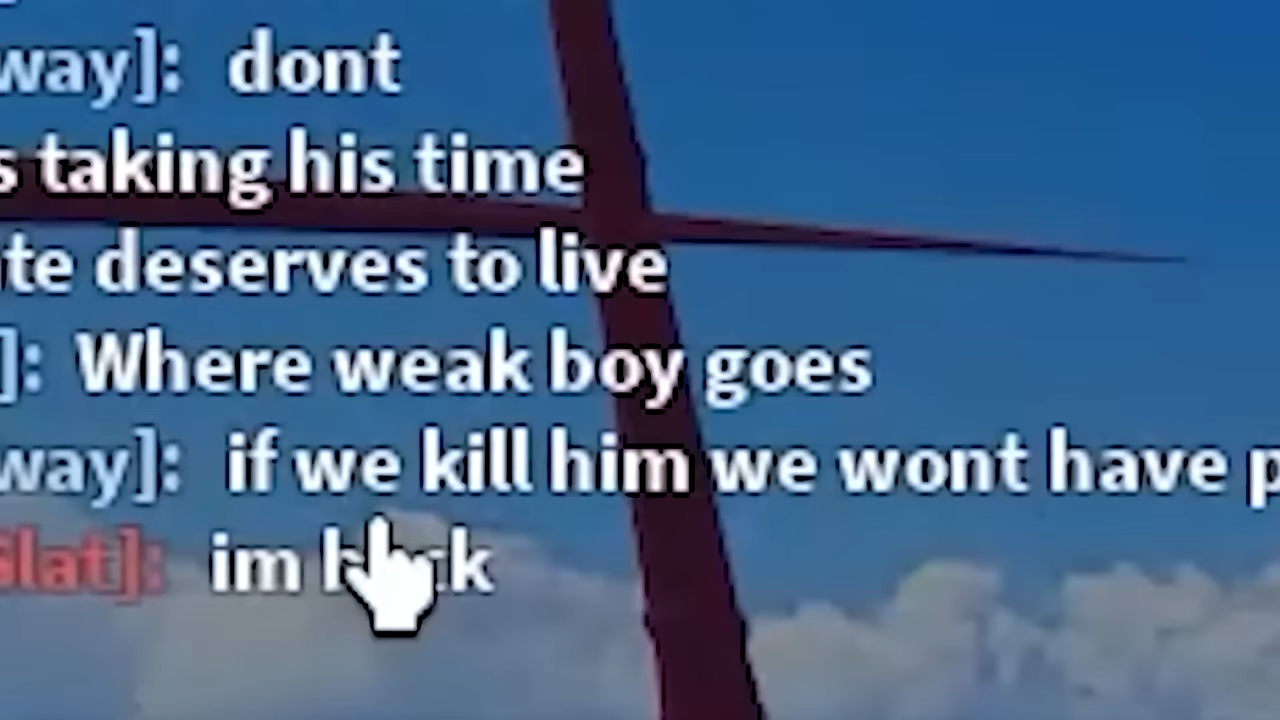 way]: dont
s taking his time
te deserves to live
]: Where weak boy goes
way]: if we kill him we wont have p
lat]: im